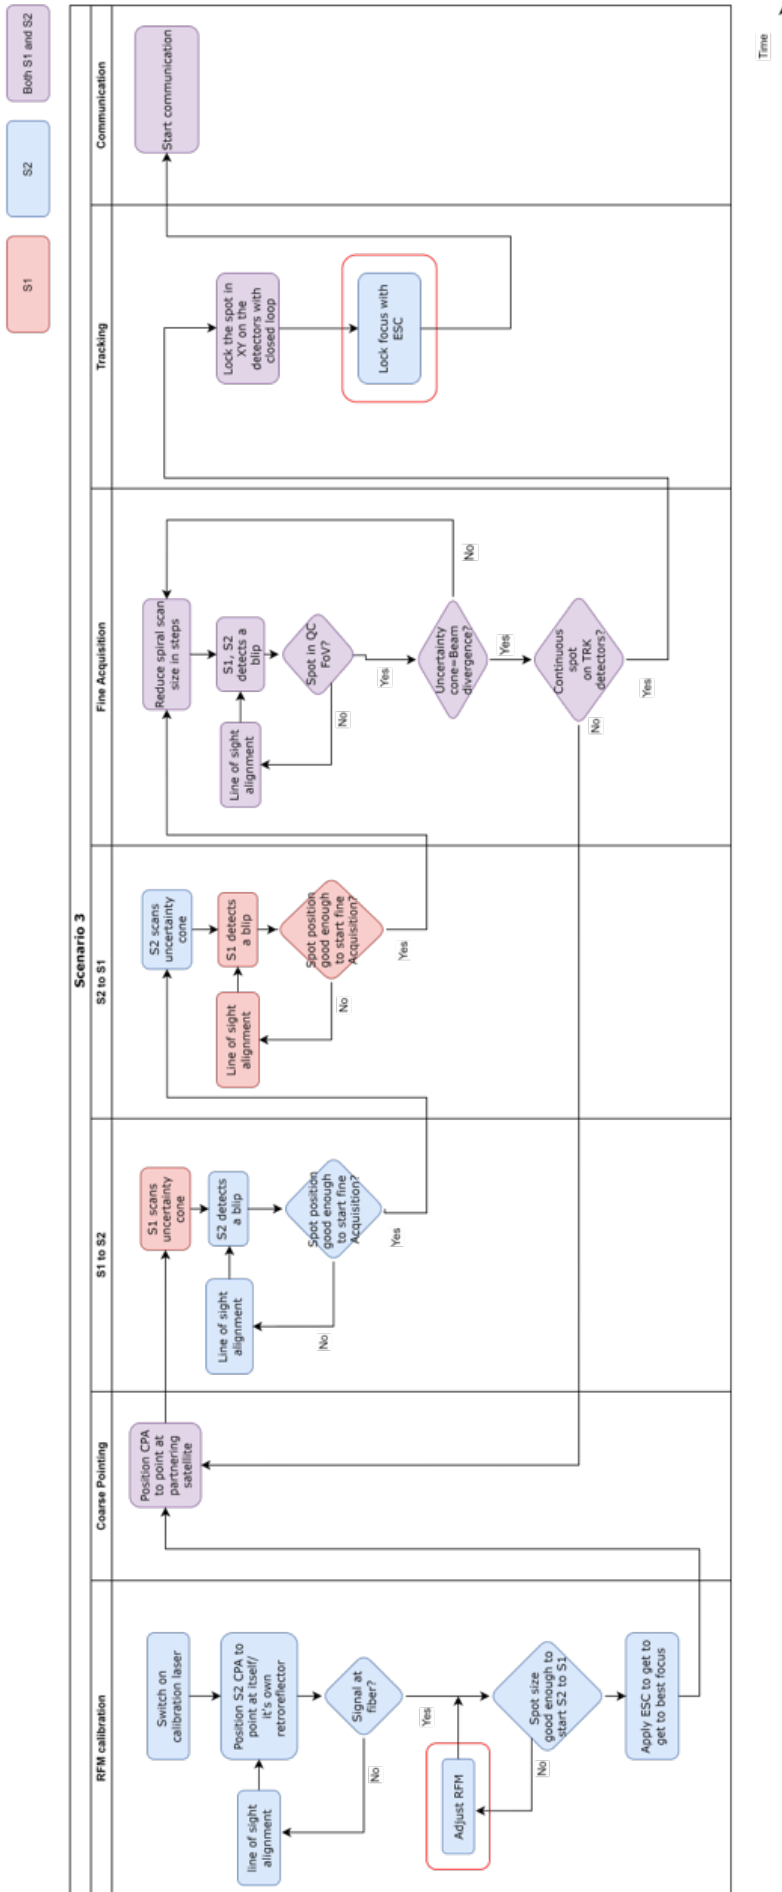 S1
S2
Both S1 and S2
Scenario 3
RFM calibration
Coarse Pointing
S1 to S2
S2 to S1
Fine Acquisition
Tracking
Communication
Switch on
calibration laser
Position S2 CPA to
point at itself/
it's own
retroreflector
line of sight
alignment
Signal at
fiber?
No
Yes
Adjust RFM
Spot size
good enough to
start S2 to S1
No
Apply ESC to get to
get to best focus
Position CPA
to point at
partnering
satellite
S1 scans
uncertainty
cone
S2 detects
a blip
Line of sight
alignment
Spot position
good enough
to start fine
Acquisition?
No
Yes
S2 scans
uncertainty
cone
S1 detects
a blip
Line of sight
alignment
Spot position
good enough
to start fine
Acquisition?
No
Yes
Reduce spiral scan
size in steps
S1, S2
detects a
blip
Line of sight
alignment
Spot in QC
FoV?
No
Yes
Uncertainty
cone=Beam
divergence?
No
Yes
Continuous
spot
on TRK
detectors?
No
Yes
Lock the spot in
XY on the
detectors with
closed loop
Lock focus with
ESC
Start communication
Time